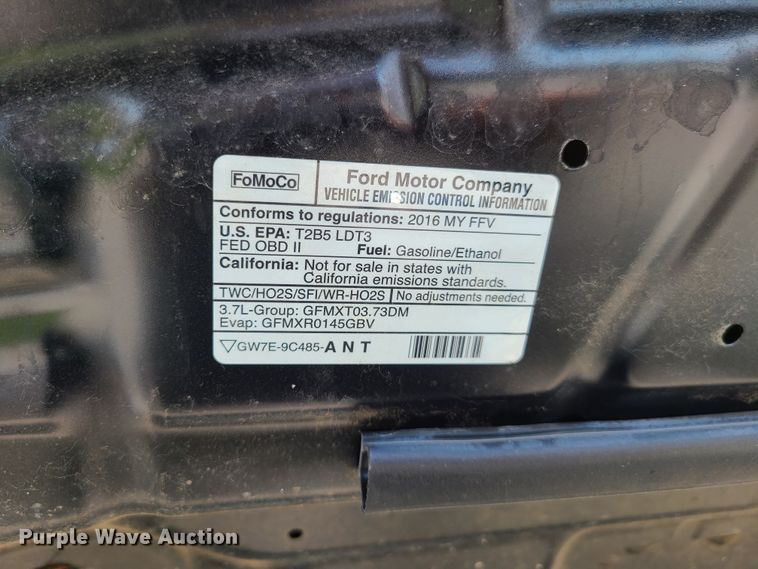 FoMoCo
Ford Motor Company
VEHICLE EMISSION CONTROL INFORMATION
Conforms to regulations: 2016 MY FFV
U.S. EPA: T2B5 LDT3
FED OBD II Fuel: Gasoline/Ethanol
California: Not for sale in states with
California emissions standards.
TWC/HO2S/SFI/WR-HO2S No adjustments needed.
3.7L-Group: GFMXT03.73DM
Evap: GFMXR0145GBV
GW7E-9C485-ANT
Purple Wave Auction